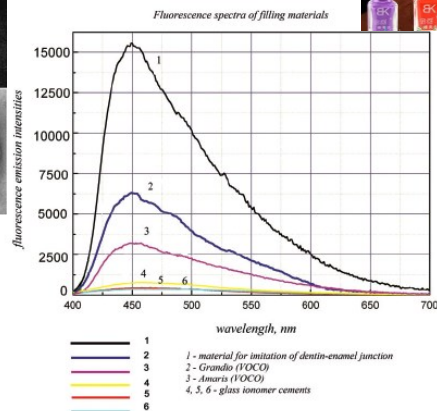 Fluorescence spectra of filling materials
BK
BK
fluorescence emission intensities
15000
12500
10000
7500
5000
2500
0
1
2
3
4
5
6
400
450
500
550
600
650
700
wavelength, nm
1
2
3
4
5
6
1 - material for imitation of dentin-enamel junction
2 - Grandio (VOCO)
3 - Amaris (VOCO)
4, 5, 6 - glass ionomer cements